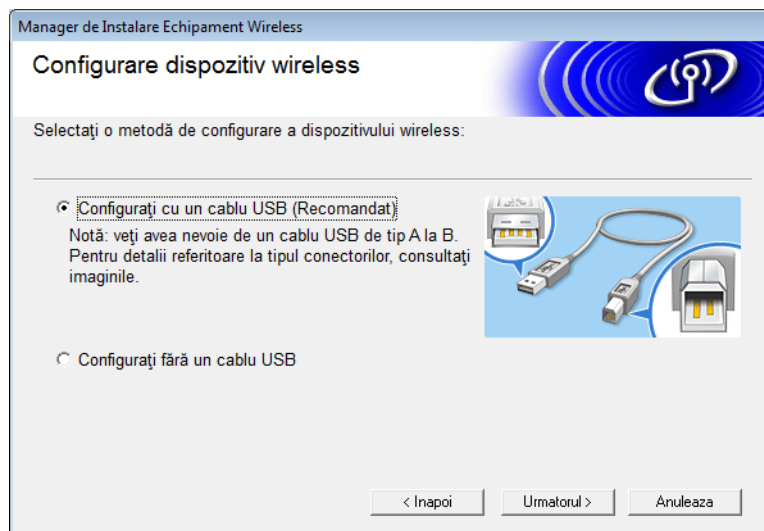 Manager de Instalare Echipament Wireless
Configurare dispozitiv wireless
Selectați o metodă de configurare a dispozitivului wireless:
Configuraţi cu un cablu USB (Recomandat)
Notă: veţi avea nevoie de un cablu USB de tip A la B.
Pentru detalii referitoare la tipul conectorilor, consultaţi
imaginile.
Configuraţi fără un cablu USB
< Inapoi
Urmatorul >
Anuleaza